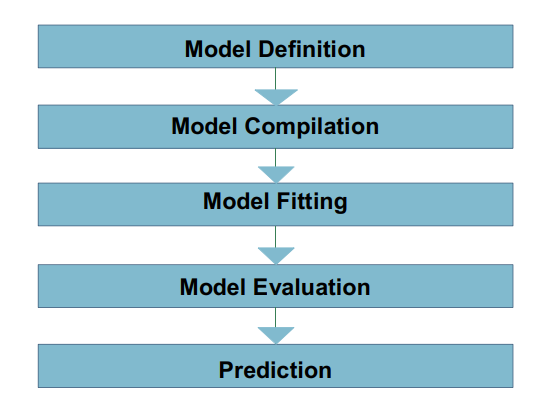 Model Definition
Model Compilation
Model Fitting
Model Evaluation
Prediction